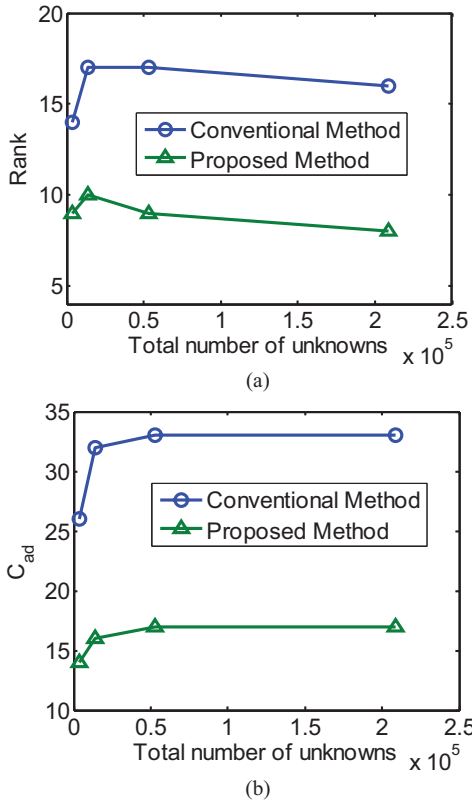 20
15
10
5
Rank
Conventional Method
Proposed Method
0 0.5 1 1.5 2 2.5
Total number of unknowns x 10^5
(a)
35
30
25
20
15
10
C_ad
Conventional Method
Proposed Method
0 0.5 1 1.5 2 2.5
Total number of unknowns x 10^5
(b)